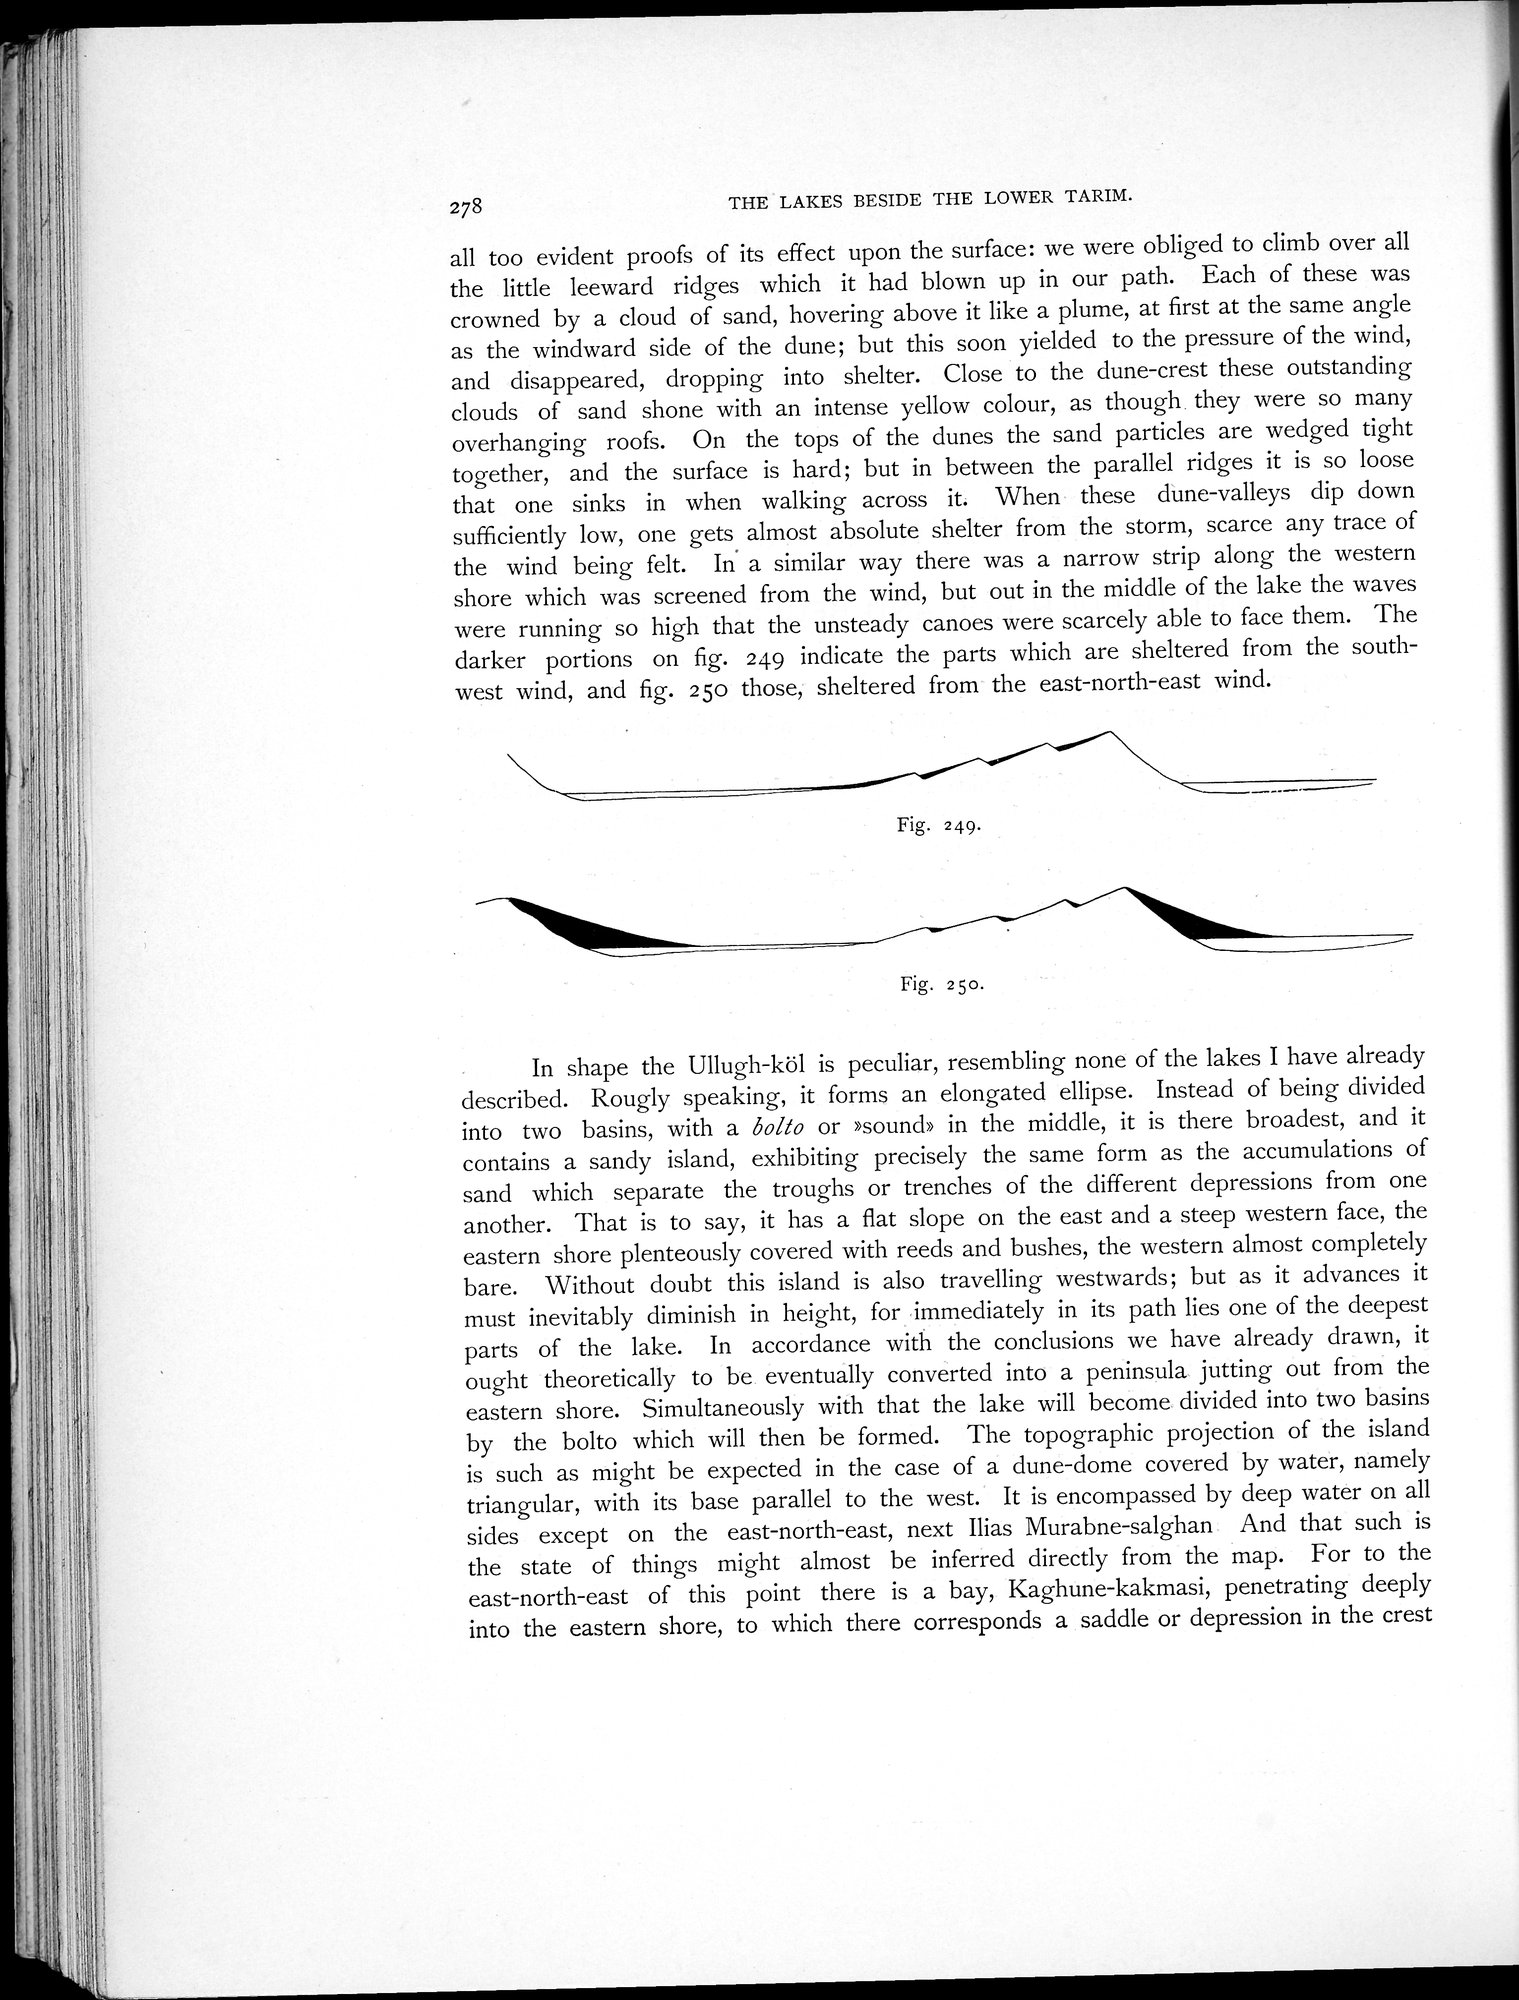 278 THE LAKES BESIDE THE LOWER TARIM.
all too evident proofs of its effect upon the surface: we were obliged to climb over all
the little leeward ridges which it had blown up in our path. Each of these was
crowned by a cloud of sand, hovering above it like a plume, at first at the same angle
as the windward side of the dune; but this soon yielded to the pressure of the wind,
and disappeared, dropping into shelter. Close to the dune-crest these outstanding
clouds of sand shone with an intense yellow colour, as though they were so many
overhanging roofs. On the tops of the dunes the sand particles are wedged tight
together, and the surface is hard; but in between the parallel ridges it is so loose
that one sinks in when walking across it. When these dune-valleys dip down
sufficiently low, one gets almost absolute shelter from the storm, scarce any trace of
the wind being felt. In a similar way there was a narrow strip along the western
shore which was screened from the wind, but out in the middle of the lake the waves
were running so high that the unsteady canoes were scarcely able to face them. The
darker portions on fig. 249 indicate the parts which are sheltered from the south-
west wind, and fig. 250 those, sheltered from the east-north-east wind.
Fig. 249.
Fig. 250.
In shape the Ullugh-köl is peculiar, resembling none of the lakes I have already
described. Rougly speaking, it forms an elongated ellipse. Instead of being divided
into two basins, with a bolto or »sound» in the middle, it is there broadest, and it
contains a sandy island, exhibiting precisely the same form as the accumulations of
sand which separate the troughs or trenches of the different depressions from one
another. That is to say, it has a flat slope on the east and a steep western face, the
eastern shore plenteously covered with reeds and bushes, the western almost completely
bare. Without doubt this island is also travelling westwards; but as it advances it
must inevitably diminish in height, for immediately in its path lies one of the deepest
parts of the lake. In accordance with the conclusions we have already drawn, it
ought theoretically to be eventually converted into a peninsula jutting out from the
eastern shore. Simultaneously with that the lake will become divided into two basins
by the bolto which will then be formed. The topographic projection of the island
is such as might be expected in the case of a dune-dome covered by water, namely
triangular, with its base parallel to the west. It is encompassed by deep water on all
sides except on the east-north-east, next Ilias Murabne-salghan And that such is
the state of things might almost be inferred directly from the map. For to the
east-north-east of this point there is a bay, Kaghune-kakmasi, penetrating deeply
into the eastern shore, to which there corresponds a saddle or depression in the crest